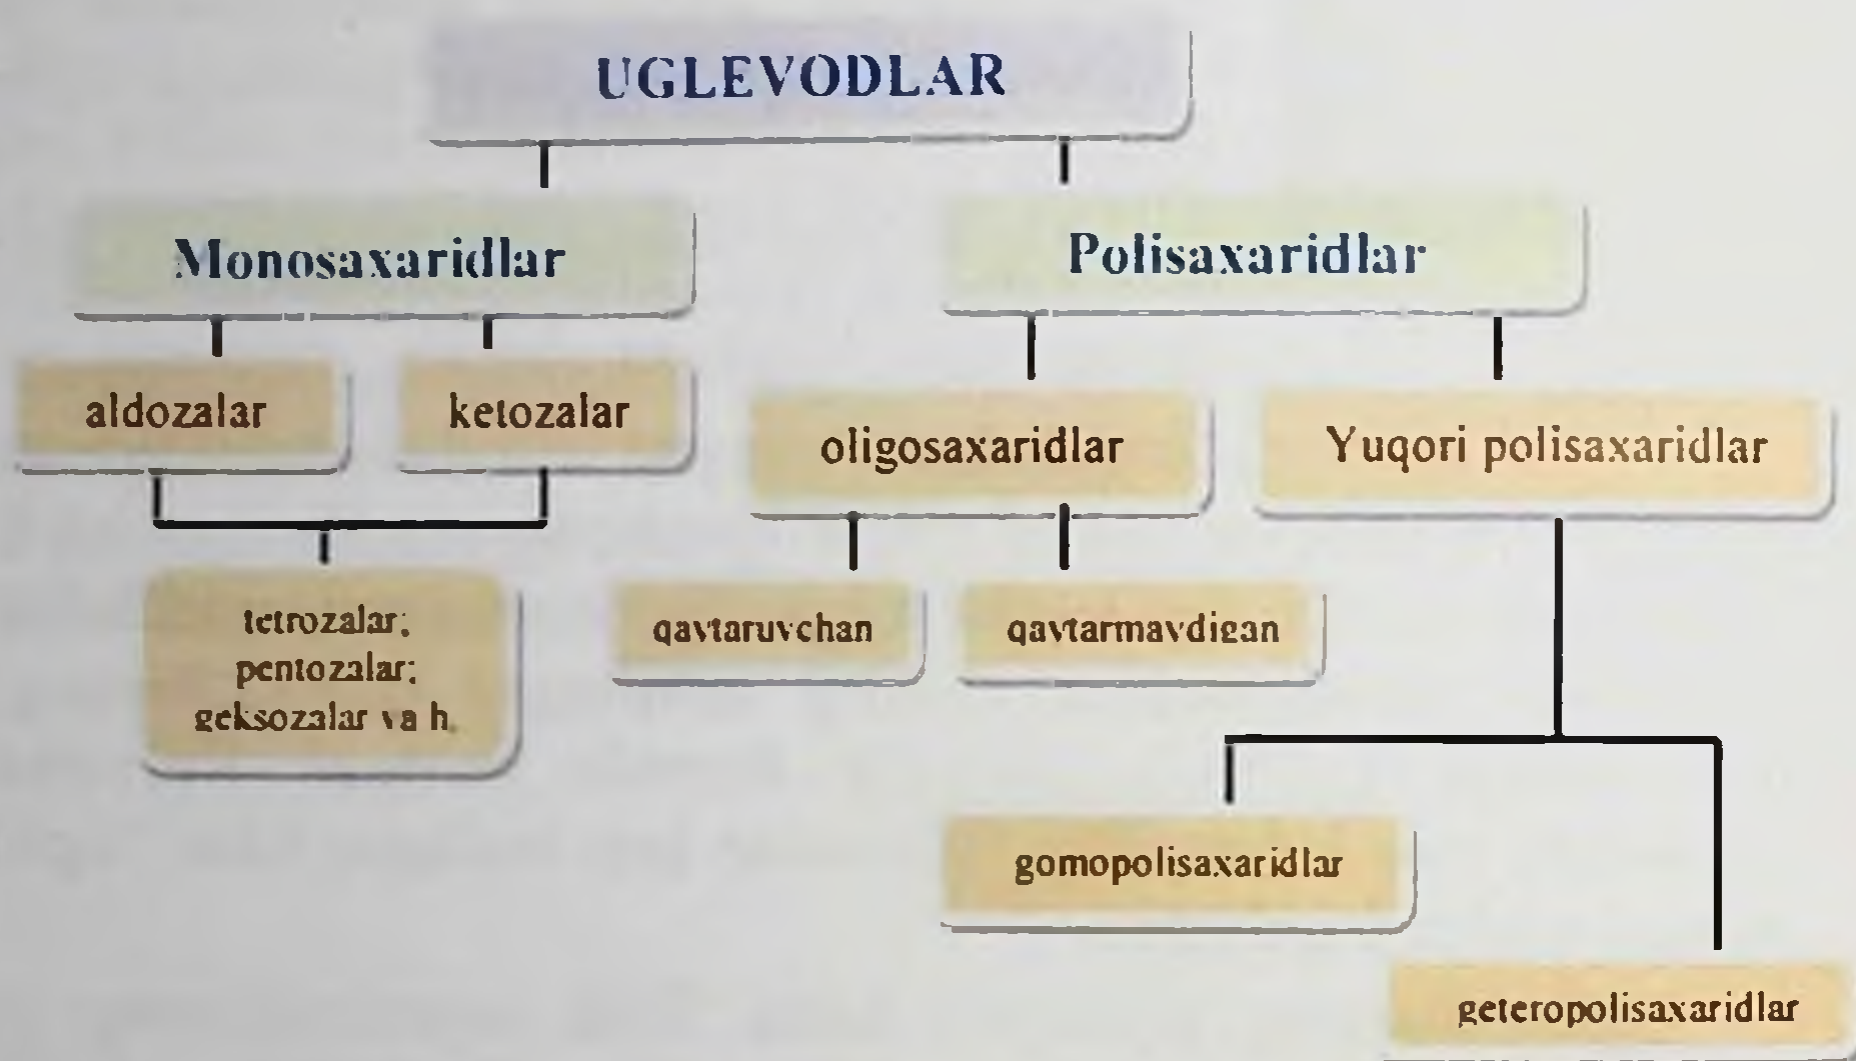 UGLEVODLAR
Monosaxaridlar
Polisaxaridlar
aldozalar
ketozalar
oligosaxaridlar
Yuqori polisaxaridlar
tetrozalar;
pentozalar;
geksozalar va h.
qaytaruvchan
qaytarmaydigan
gomopolisaxaridlar
geteropolisaxaridlar